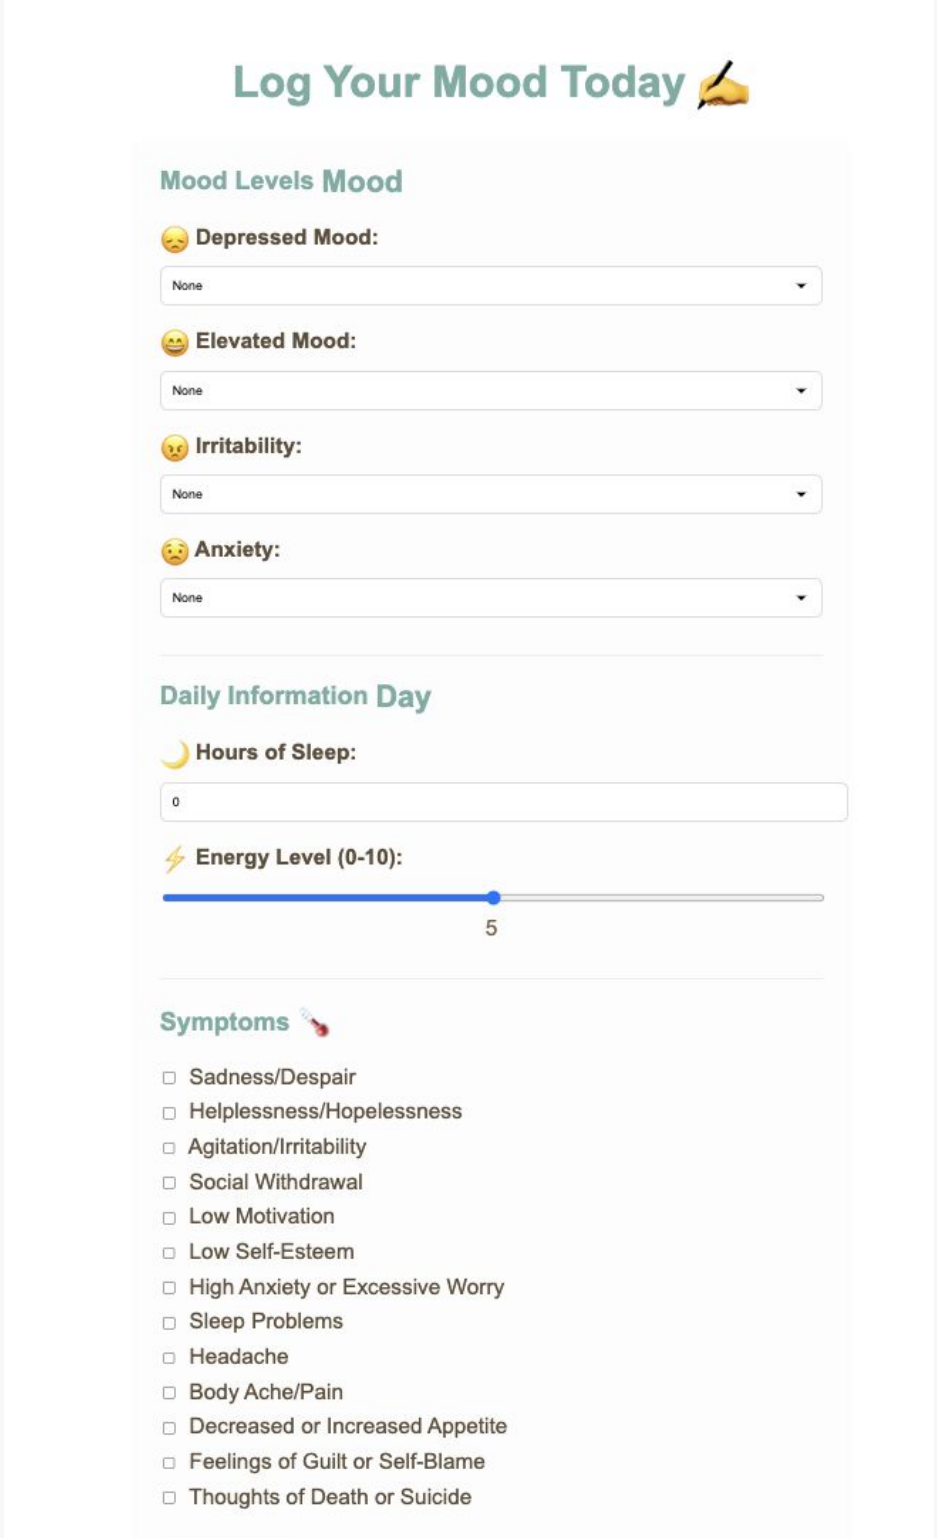 Log Your Mood Today ✍️
Mood Levels Mood
😞 Depressed Mood:
None
😄 Elevated Mood:
None
😠 Irritability:
None
😟 Anxiety:
None
Daily Information Day
🌙 Hours of Sleep:
0
⚡ Energy Level (0-10):
5
Symptoms 🌡️
Sadness/Despair
Helplessness/Hopelessness
Agitation/Irritability
Social Withdrawal
Low Motivation
Low Self-Esteem
High Anxiety or Excessive Worry
Sleep Problems
Headache
Body Ache/Pain
Decreased or Increased Appetite
Feelings of Guilt or Self-Blame
Thoughts of Death or Suicide